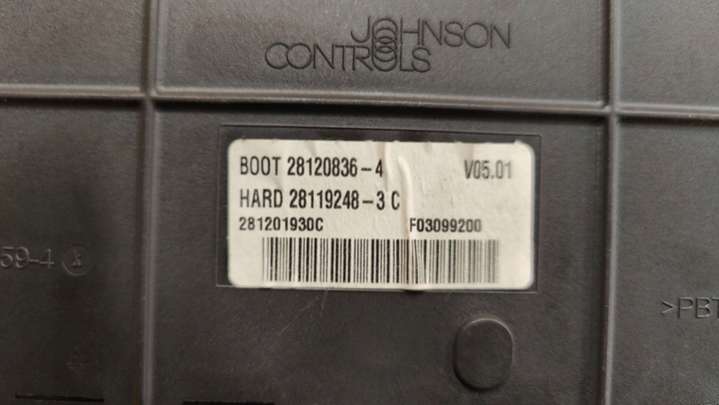 JOHNSON
CONTROLS
BOOT 28120836-4 V05.01
HARD 28119248-3 C
281201930C F03099200
59-4
>PBT